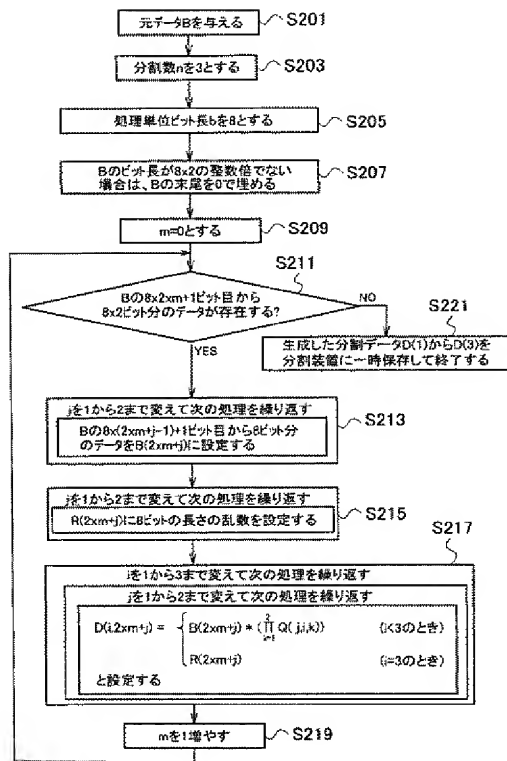 元データBを与える
S201
分割数nを3とする
S203
処理単位ビット長bを8とする
S205
Bのビット長が8x2の整数倍でない
場合は、Bの末尾を0で埋める
S207
m=0とする
S209
S211
Bの8x2xm+1ビット目から
8x2ビット分のデータが存在する?
NO
YES
S221
生成した分割データD(1)からD(3)を
分割装置に一時保存して終了する
jを1から2まで変えて次の処理を繰り返す
Bの8x(2xm+j-1)+1ビット目から8ビット分
のデータをB(2xm+j)に設定する
S213
jを1から2まで変えて次の処理を繰り返す
R(2xm+j)に8ビットの長さの乱数を設定する
S215
S217
iを1から3まで変えて次の処理を繰り返す
jを1から2まで変えて次の処理を繰り返す
D(i,2xm+j) = { B(2xm+j) * (∏ Q( j,i,k)) (i<3のとき)
R(2xm+j) (i=3のとき)
と設定する
mを1増やす
S219